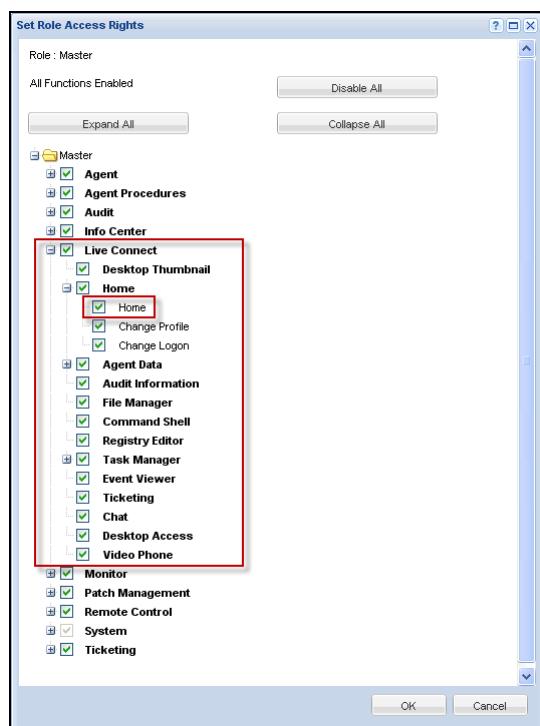 Set Role Access Rights
Role : Master
All Functions Enabled
Disable All
Expand All
Collapse All
Master
Agent
Agent Procedures
Audit
Info Center
Live Connect
Desktop Thumbnail
Home
Home
Change Profile
Change Logon
Agent Data
Audit Information
File Manager
Command Shell
Registry Editor
Task Manager
Event Viewer
Ticketing
Chat
Desktop Access
Video Phone
Monitor
Patch Management
Remote Control
System
Ticketing
OK
Cancel